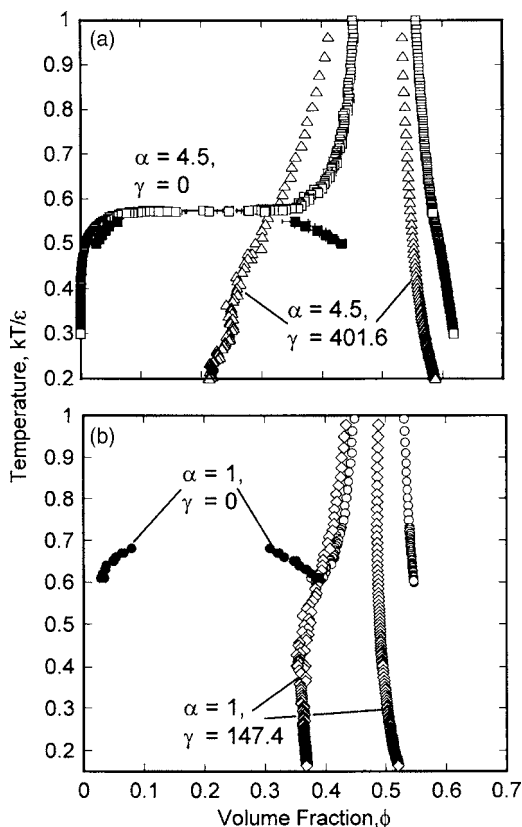 (a)
1
0.9
0.8
0.7
0.6
0.5
0.4
0.3
0.2
α = 4.5,
γ = 0
α = 4.5,
γ = 401.6
Temperature, kT/ε
(b)
1
0.9
0.8
0.7
0.6
0.5
0.4
0.3
0.2
α = 1,
γ = 0
α = 1,
γ = 147.4
0 0.1 0.2 0.3 0.4 0.5 0.6 0.7
Volume Fraction,ϕ